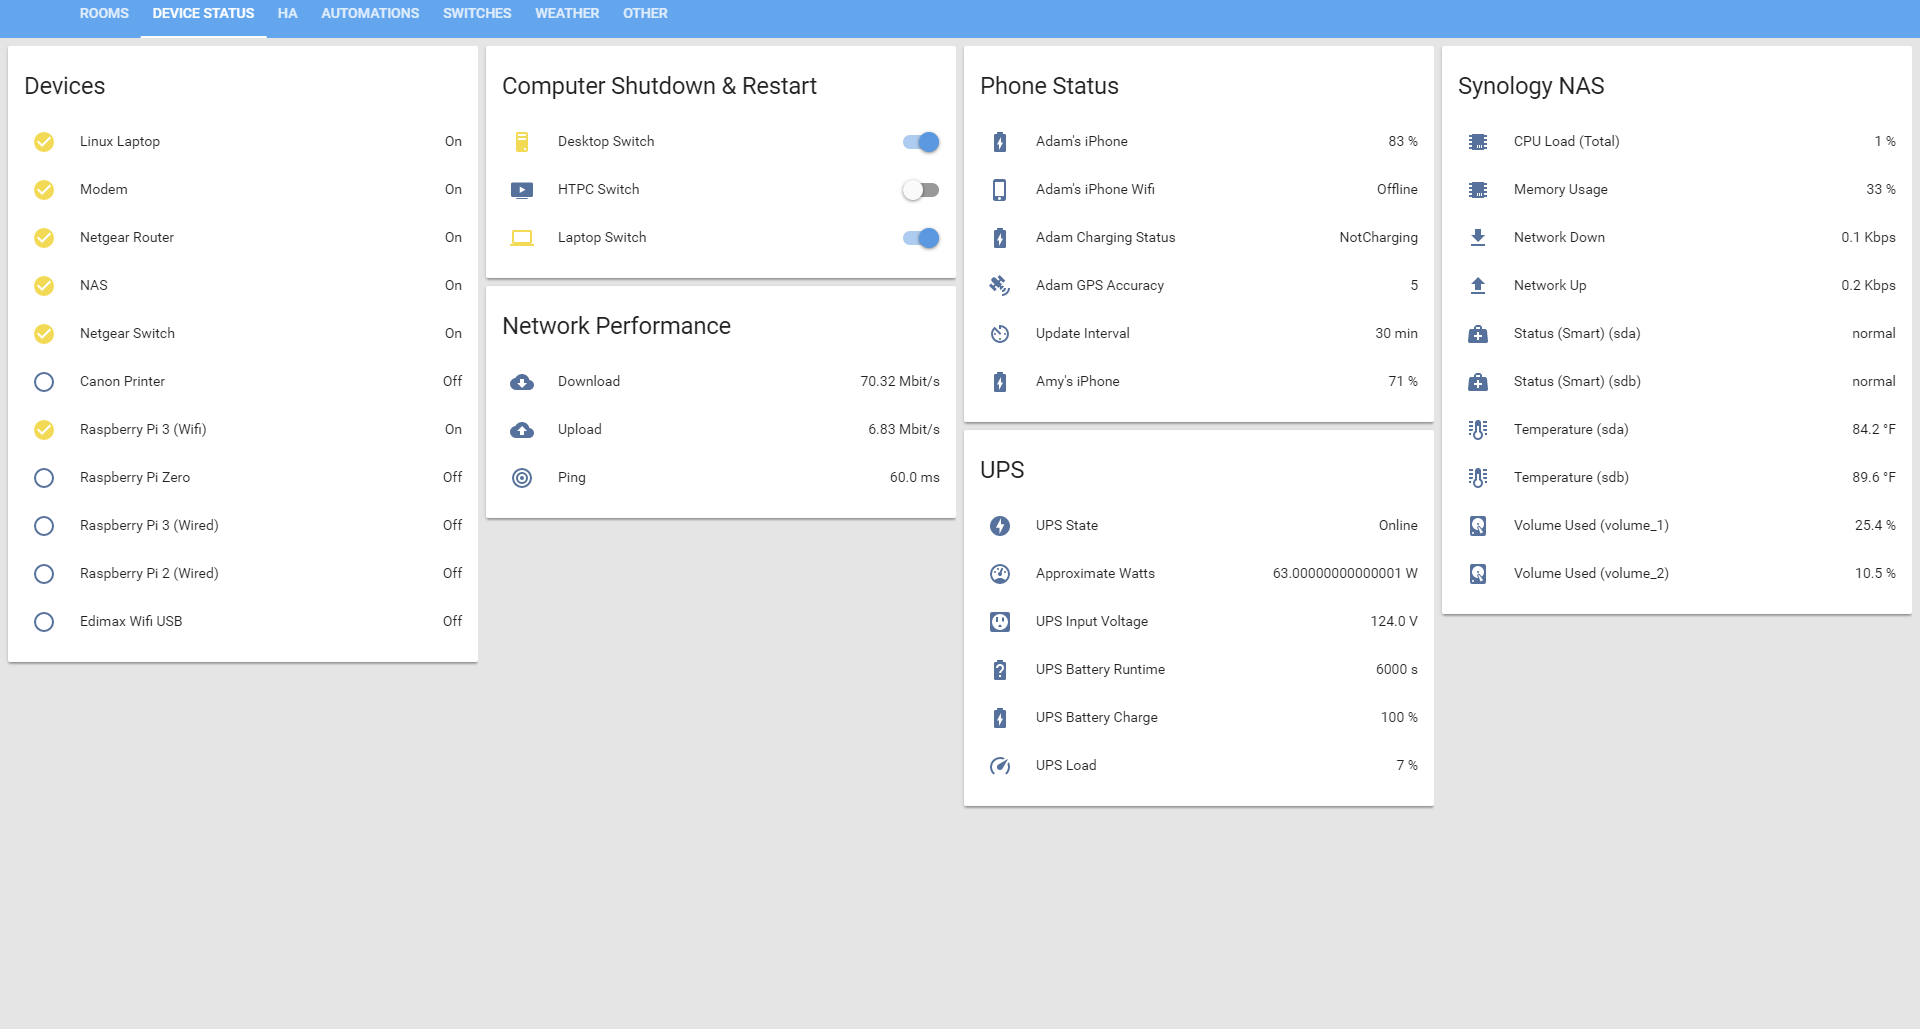 ROOMS DEVICE STATUS HA AUTOMATIONS SWITCHES WEATHER OTHER
Devices
Linux Laptop On
Modem On
Netgear Router On
NAS On
Netgear Switch On
Canon Printer Off
Raspberry Pi 3 (Wifi) On
Raspberry Pi Zero Off
Raspberry Pi 3 (Wired) Off
Raspberry Pi 2 (Wired) Off
Edimax Wifi USB Off
Computer Shutdown & Restart
Desktop Switch
HTPC Switch
Laptop Switch
Network Performance
Download 70.32 Mbit/s
Upload 6.83 Mbit/s
Ping 60.0 ms
Phone Status
Adam's iPhone 83 %
Adam's iPhone Wifi Offline
Adam Charging Status NotCharging
Adam GPS Accuracy 5
Update Interval 30 min
Amy's iPhone 71 %
UPS
UPS State Online
Approximate Watts 63.00000000000001 W
UPS Input Voltage 124.0 V
UPS Battery Runtime 6000 s
UPS Battery Charge 100 %
UPS Load 7 %
Synology NAS
CPU Load (Total) 1 %
Memory Usage 33 %
Network Down 0.1 Kbps
Network Up 0.2 Kbps
Status (Smart) (sda) normal
Status (Smart) (sdb) normal
Temperature (sda) 84.2 °F
Temperature (sdb) 89.6 °F
Volume Used (volume_1) 25.4 %
Volume Used (volume_2) 10.5 %